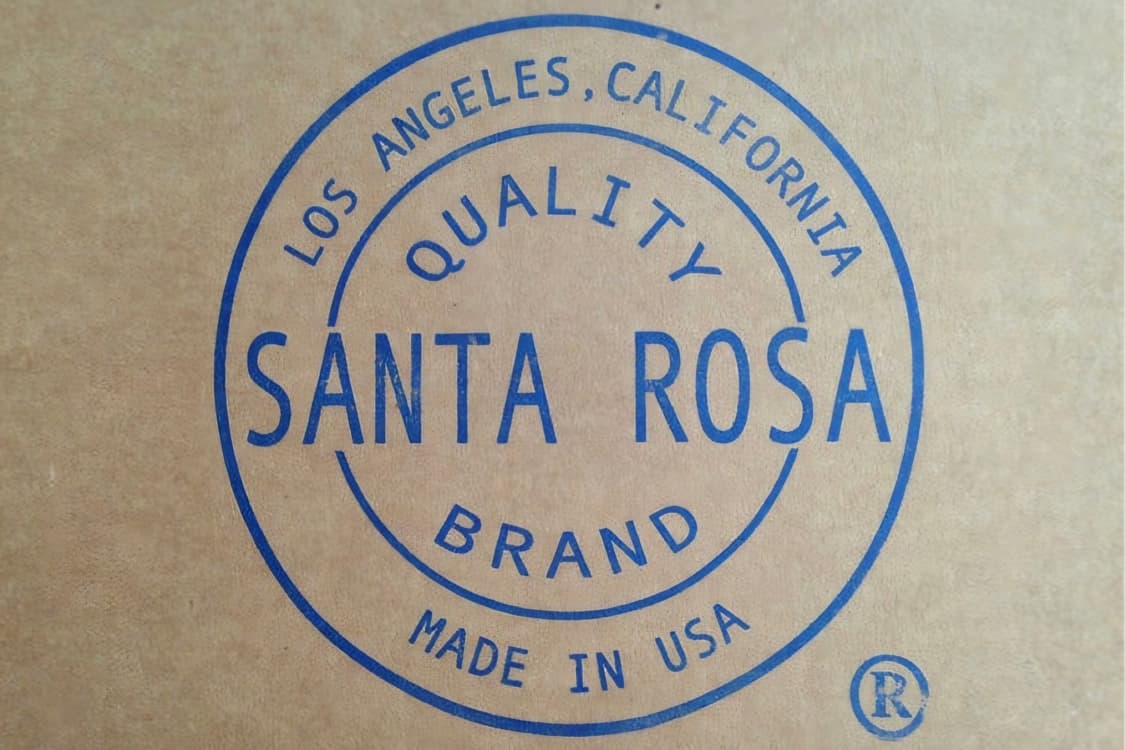 LOS ANGELES, CALIFORNIA
QUALITY
SANTA ROSA
BRAND
MADE IN USA
®